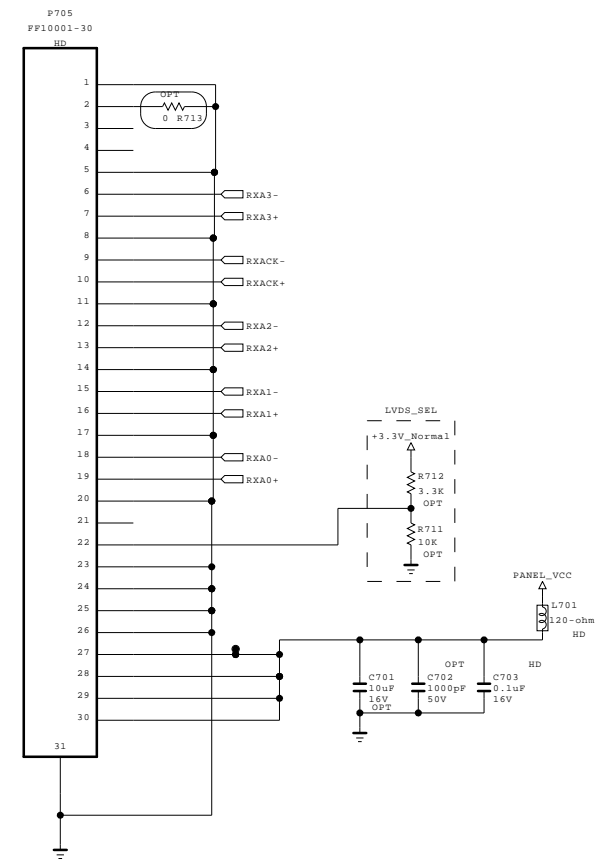 P705
FF10001-30
HD
1
OPT
2
0 R713
3
4
5
6 RXA3-
7 RXA3+
8
9 RXACK-
10 RXACK+
11
12 RXA2-
13 RXA2+
14
15 RXA1-
16 RXA1+
17
18 RXA0-
19 RXA0+
20
21
22
23
24
25
26
27
28
29
30
31
LVDS_SEL
+3.3V_Normal
R712
3.3K
OPT
R711
10K
OPT
PANEL_VCC
L701
120-ohm
HD
OPT
HD
C701
10uF
16V
OPT
C702
1000pF
50V
C703
0.1uF
16V